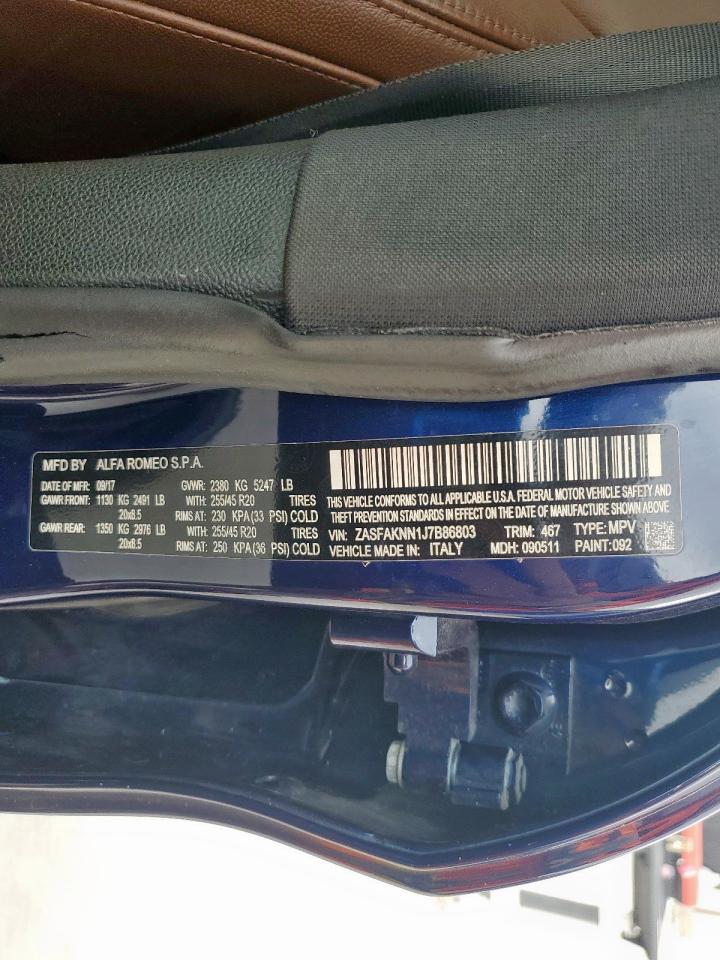 MFD BY ALFA ROMEO S.P.A.
DATE OF MFR: 09/17 GVWR: 2380 KG 5247 LB
GAWR FRONT: 1130 KG 2491 LB WITH: 255/45 R20 TIRES
20x8.5 RIMS AT: 230 KPA(33 PSI) COLD
GAWR REAR: 1350 KG 2976 LB WITH: 255/45 R20 TIRES
20x8.5 RIMS AT: 250 KPA(36 PSI) COLD
THIS VEHICLE CONFORMS TO ALL APPLICABLE U.S.A. FEDERAL MOTOR VEHICLE SAFETY AND
THEFT PREVENTION STANDARDS IN EFFECT ON THE DATE OF MANUFACTURE SHOWN ABOVE
VIN: ZASFAKNN1J7B86803 TRIM: 467 TYPE: MPV
VEHICLE MADE IN: ITALY MDH: 090511 PAINT: 092